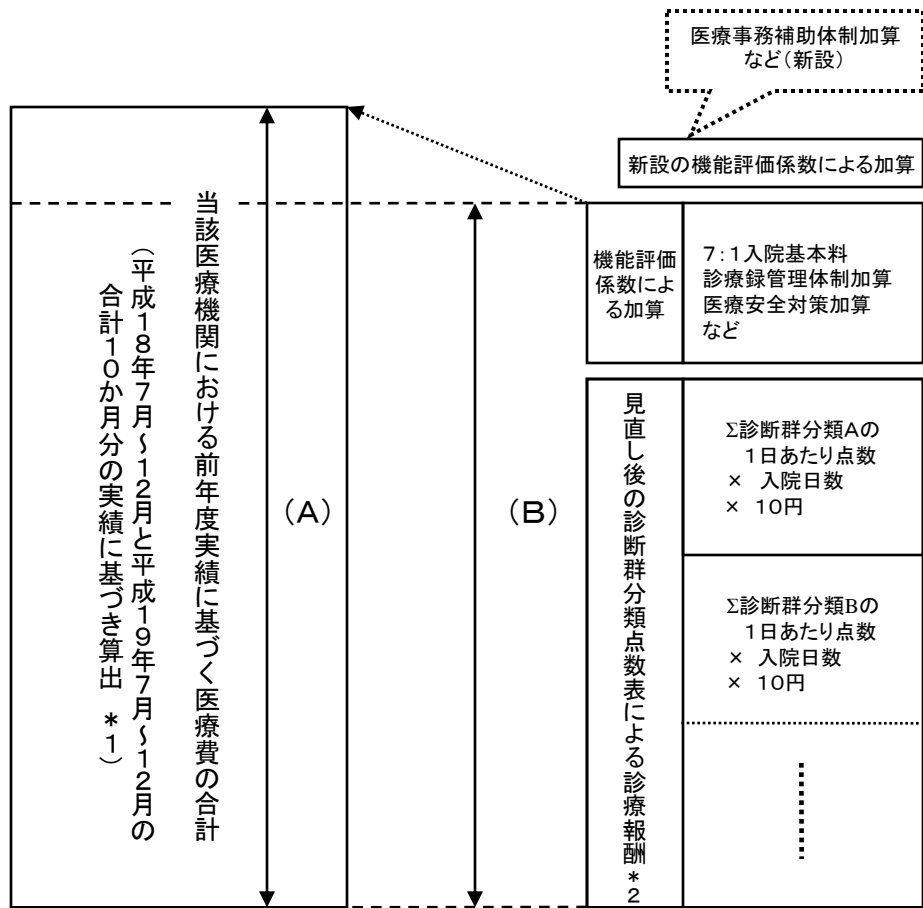 医療事務補助体制加算
など(新設)
新設の機能評価係数による加算
当該医療機関における前年度実績に基づく医療費の合計
(平成18年7月~12月と平成19年7月~12月の
合計10か月分の実績に基づき算出 *1)
(A)
(B)
機能評価
係数によ
る加算
7:1入院基本料
診療録管理体制加算
医療安全対策加算
など
見直し後の診断群分類点数表による診療報酬*2
Σ診断群分類Aの
1日あたり点数
× 入院日数
× 10円
Σ診断群分類Bの
1日あたり点数
× 入院日数
× 10円